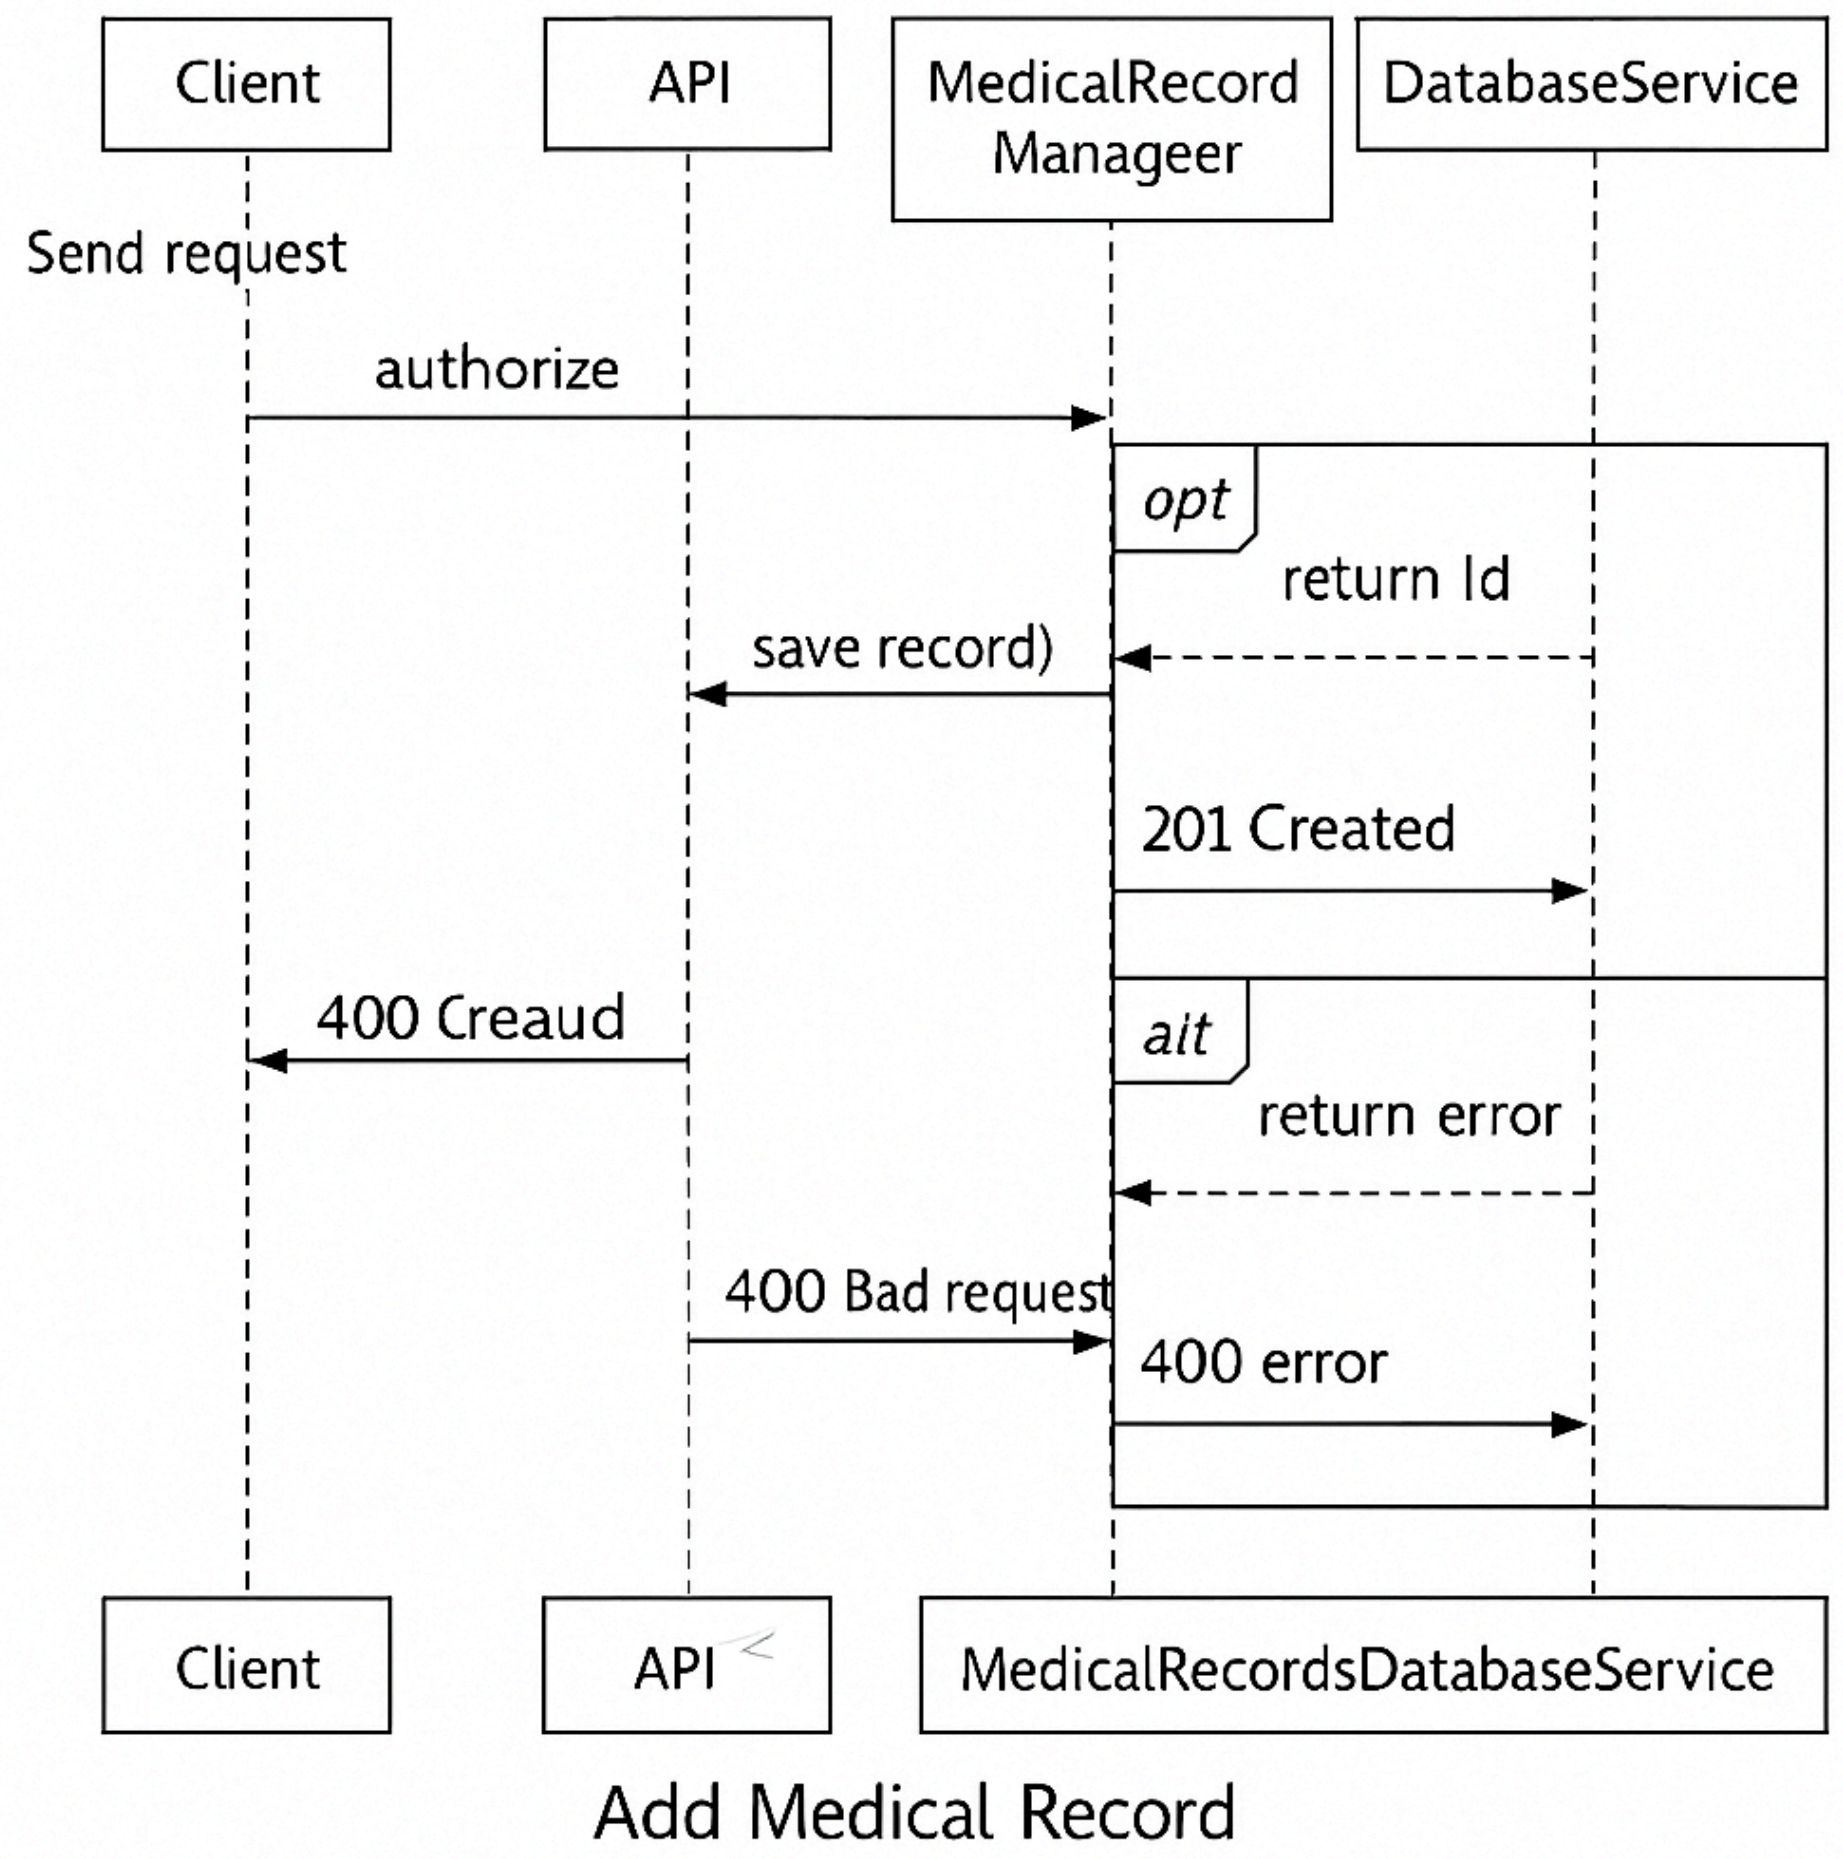 Client
API
MedicalRecord
Manageer
DatabaseService
Send request
authorize
opt
return Id
save record)
201 Created
400 Creaud
ait
return error
400 Bad request
400 error
Client
API
MedicalRecordsDatabaseService
Add Medical Record